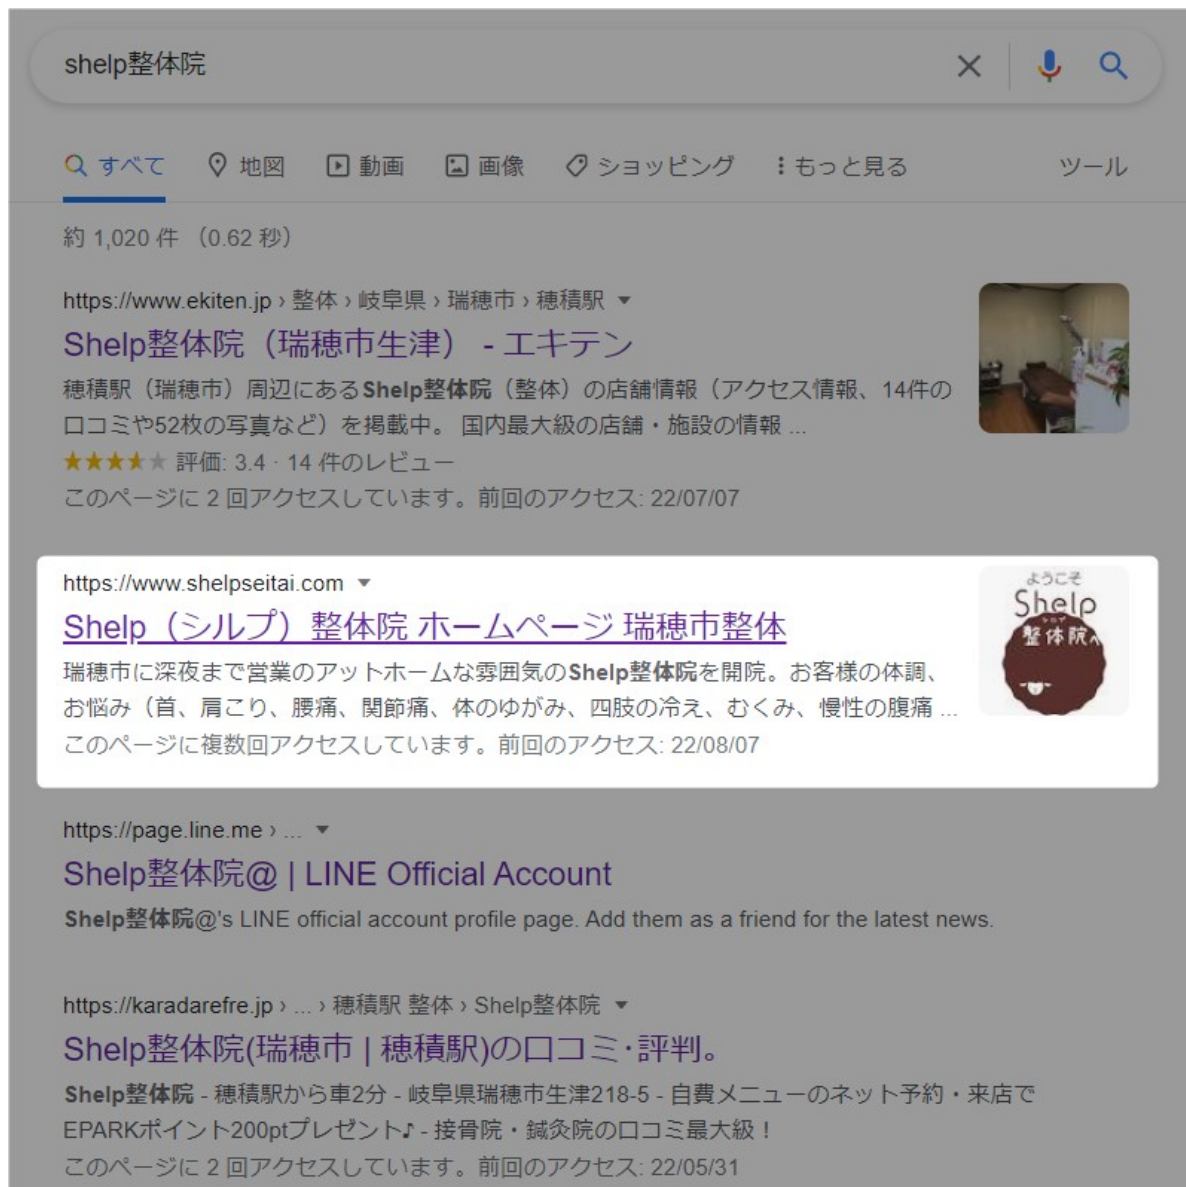 shelp整体院
すべて 地図 動画 画像 ショッピング もっと見る ツール
約 1,020 件 （0.62 秒）
https://www.ekiten.jp › 整体 › 岐阜県 › 瑞穂市 › 穂積駅
Shelp整体院（瑞穂市生津） - エキテン
穂積駅（瑞穂市）周辺にあるShelp整体院（整体）の店舗情報（アクセス情報、14件の
口コミや52枚の写真など）を掲載中。 国内最大級の店舗・施設の情報 ...
★★★★★ 評価: 3.4 · 14 件のレビュー
このページに 2 回アクセスしています。前回のアクセス: 22/07/07
https://www.shelpseitai.com
Shelp（シルプ）整体院 ホームページ 瑞穂市整体
瑞穂市に深夜まで営業のアットホームな雰囲気のShelp整体院を開院。お客様の体調、
お悩み（首、肩こり、腰痛、関節痛、体のゆがみ、四肢の冷え、むくみ、慢性の腹痛 ...
このページに複数回アクセスしています。前回のアクセス: 22/08/07
ようこそ
Shelp
シルプ
整体院へ
https://page.line.me › ...
Shelp整体院@ | LINE Official Account
Shelp整体院@'s LINE official account profile page. Add them as a friend for the latest news.
https://karadarefre.jp › ... › 穂積駅 整体 › Shelp整体院
Shelp整体院(瑞穂市 | 穂積駅)の口コミ·評判。
Shelp整体院 - 穂積駅から車2分 - 岐阜県瑞穂市生津218-5 - 自費メニューのネット予約・来店で
EPARKポイント200ptプレゼント♪ - 接骨院・鍼灸院の口コミ最大級！
このページに 2 回アクセスしています。前回のアクセス: 22/05/31